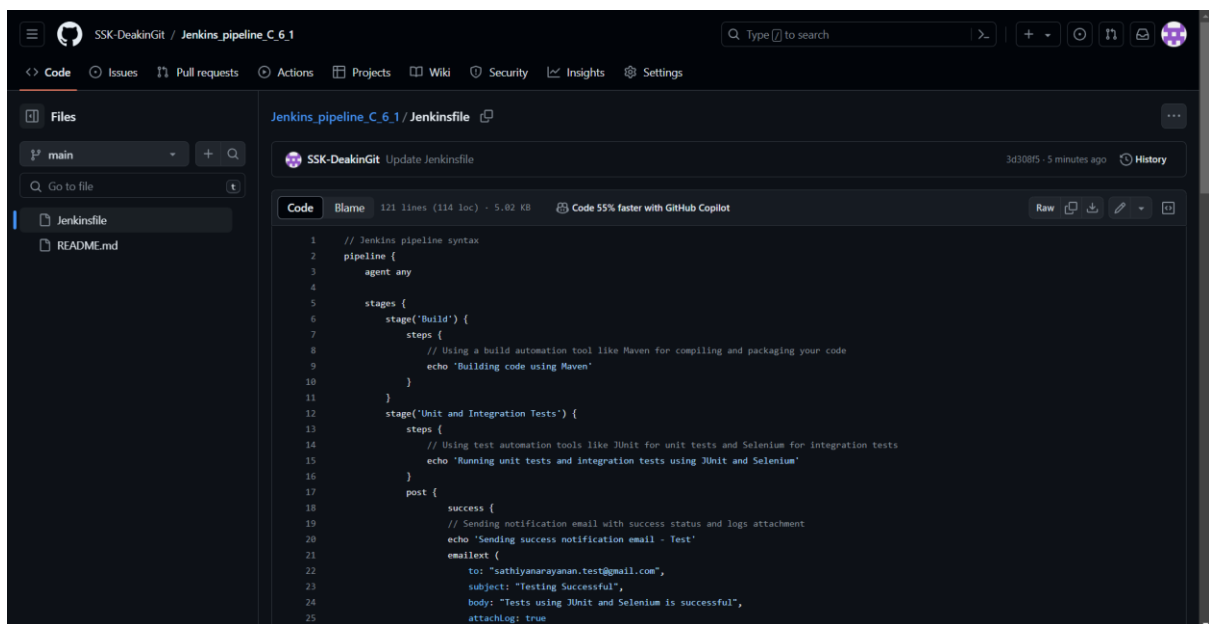 SSK-DeakinGit / Jenkins_pipeline_C_6_1
Type / to search
Code Issues Pull requests Actions Projects Wiki Security Insights Settings
Files
main
Go to file t
Jenkinsfile
README.md
Jenkins_pipeline_C_6_1 / Jenkinsfile
SSK-DeakinGit Update Jenkinsfile 3d308f5 · 5 minutes ago History
Code Blame 121 lines (114 loc) · 5.02 KB Code 55% faster with GitHub Copilot Raw
1 // Jenkins pipeline syntax
2 pipeline {
3 agent any
4
5 stages {
6 stage('Build') {
7 steps {
8 // Using a build automation tool like Maven for compiling and packaging your code
9 echo 'Building code using Maven'
10 }
11 }
12 stage('Unit and Integration Tests') {
13 steps {
14 // Using test automation tools like JUnit for unit tests and Selenium for integration tests
15 echo 'Running unit tests and integration tests using JUnit and Selenium'
16 }
17 post {
18 success {
19 // Sending notification email with success status and logs attachment
20 echo 'Sending success notification email - Test'
21 emailext (
22 to: "sathiyanarayanan.test@gmail.com",
23 subject: "Testing Successful",
24 body: "Tests using JUnit and Selenium is successful",
25 attachLog: true